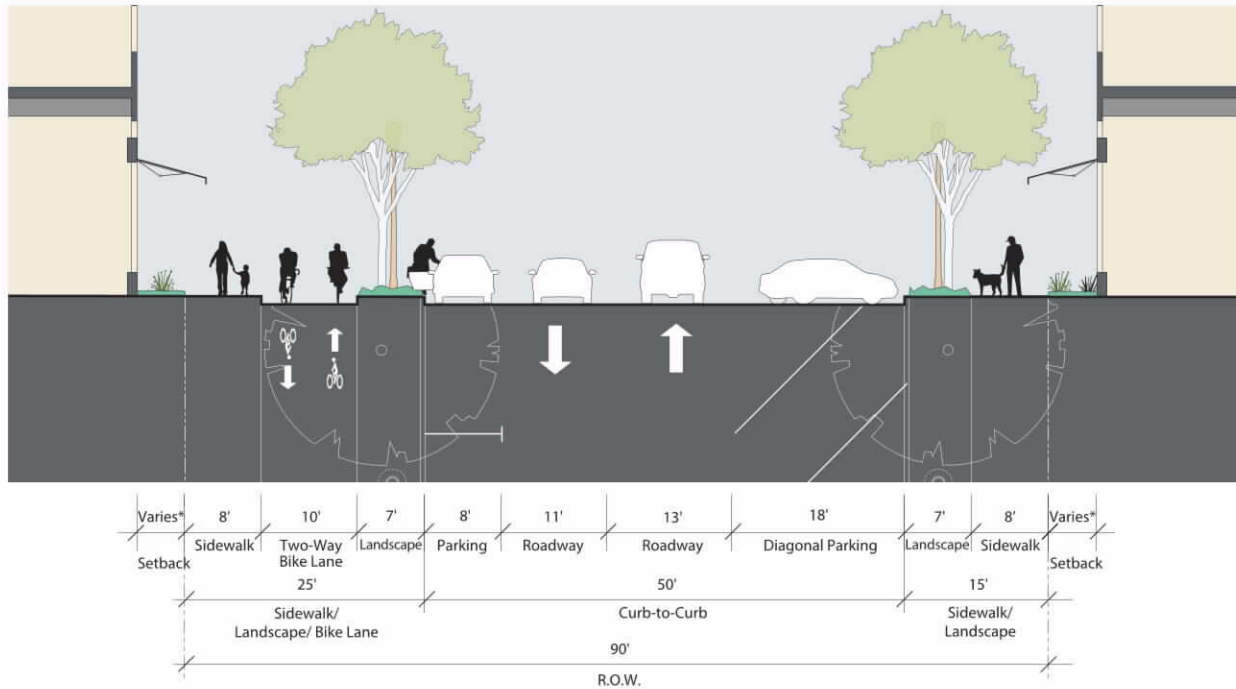 Varies* 8' 10' 7' 8' 11' 13' 18' 7' 8' Varies*
Sidewalk Two-Way Landscape Parking Roadway Roadway Diagonal Parking Landscape Sidewalk
Bike Lane
Setback Setback
25' 50' 15'
Sidewalk/ Curb-to-Curb Sidewalk/
Landscape/ Bike Lane Landscape
90'
R.O.W.